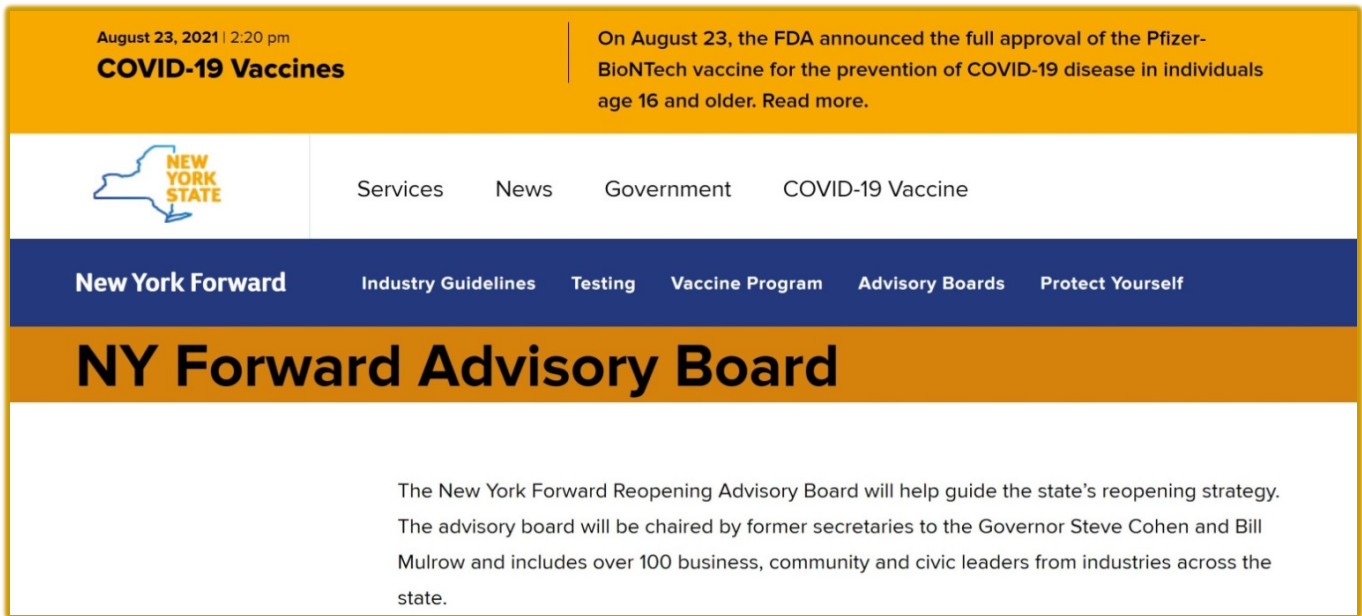 August 23, 2021 | 2:20 pm
COVID-19 Vaccines
On August 23, the FDA announced the full approval of the Pfizer-
BioNTech vaccine for the prevention of COVID-19 disease in individuals
age 16 and older. Read more.
NEW
YORK
STATE
Services News Government COVID-19 Vaccine
New York Forward Industry Guidelines Testing Vaccine Program Advisory Boards Protect Yourself
NY Forward Advisory Board
The New York Forward Reopening Advisory Board will help guide the state's reopening strategy.
The advisory board will be chaired by former secretaries to the Governor Steve Cohen and Bill
Mulrow and includes over 100 business, community and civic leaders from industries across the
state.